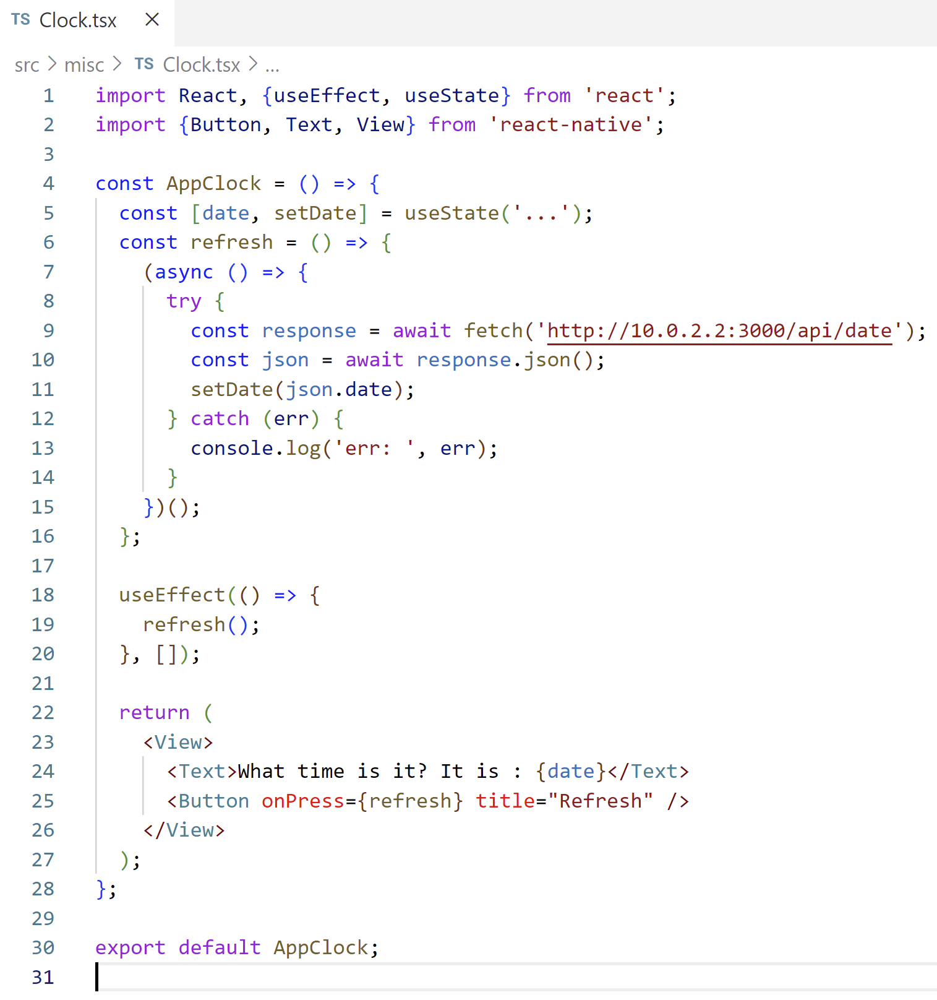 TS Clock.tsx ×
src > misc > TS Clock.tsx > ...
1 import React, {useEffect, useState} from 'react';
2 import {Button, Text, View} from 'react-native';
3
4 const AppClock = () => {
5   const [date, setDate] = useState('...');
6   const refresh = () => {
7     (async () => {
8       try {
9         const response = await fetch('http://10.0.2.2:3000/api/date');
10         const json = await response.json();
11         setDate(json.date);
12       } catch (err) {
13         console.log('err: ', err);
14       }
15     })();
16   };
17
18   useEffect(() => {
19     refresh();
20   }, []);
21
22   return (
23     <View>
24       <Text>What time is it? It is : {date}</Text>
25       <Button onPress={refresh} title="Refresh" />
26     </View>
27   );
28 };
29
30 export default AppClock;
31